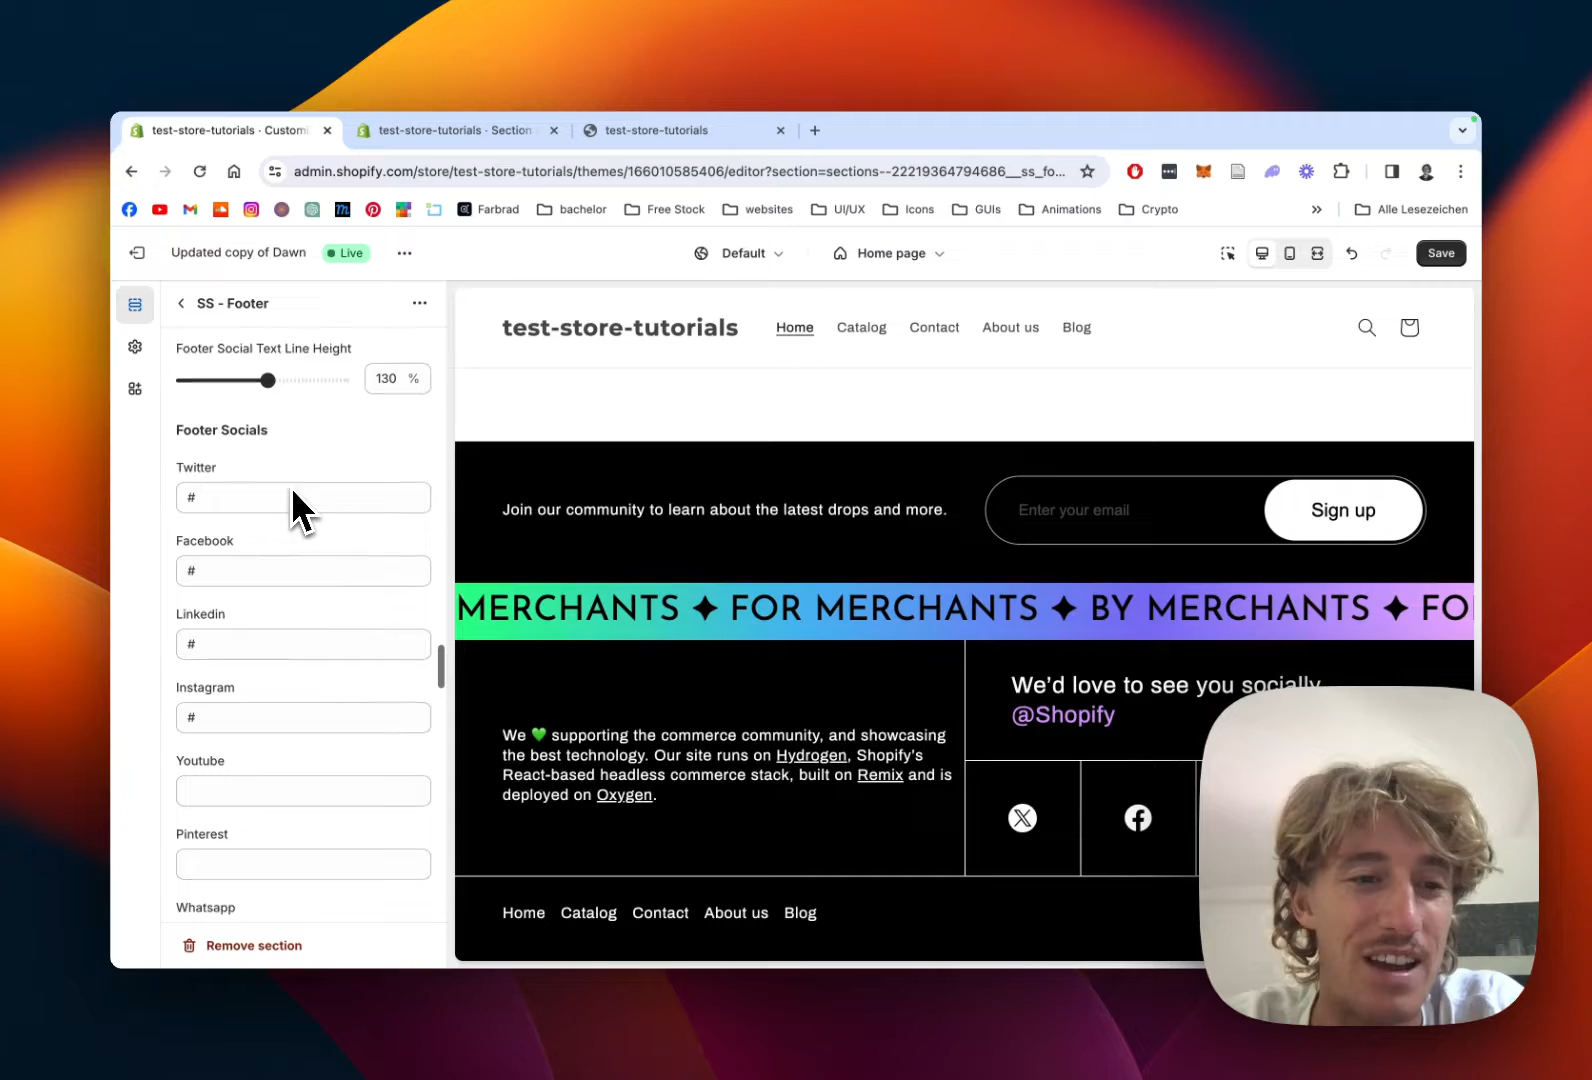 test-store-tutorials · Customi
test-store-tutorials · Section
test-store-tutorials
admin.shopify.com/store/test-store-tutorials/themes/166010585406/editor?section=sections--22219364794686__ss_fo...
Farbrad
bachelor
Free Stock
websites
UI/UX
Icons
GUIs
Animations
Crypto
»
Alle Lesezeichen
Updated copy of Dawn
Live
Default
Home page
Save
SS - Footer
Footer Social Text Line Height
130 %
Footer Socials
Twitter
#
Facebook
#
Linkedin
#
Instagram
#
Youtube
Pinterest
Whatsapp
Remove section
test-store-tutorials
Home Catalog Contact About us Blog
Join our community to learn about the latest drops and more.
Enter your email
Sign up
MERCHANTS ✦ FOR MERCHANTS ✦ BY MERCHANTS ✦ FO
We'd love to see you socially
@Shopify
We 💚 supporting the commerce community, and showcasing
the best technology. Our site runs on Hydrogen, Shopify's
React-based headless commerce stack, built on Remix and is
deployed on Oxygen.
Home Catalog Contact About us Blog